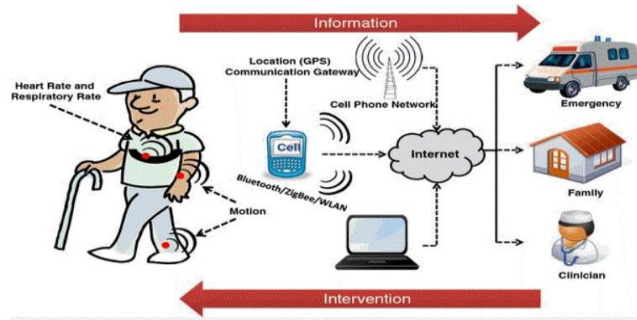 Information
Location (GPS)
Communication Gateway
Heart Rate and
Respiratory Rate
Cell Phone Network
Emergency
Cell
Internet
Bluetooth/ZigBee/WLAN
Family
Motion
Clinician
Intervention